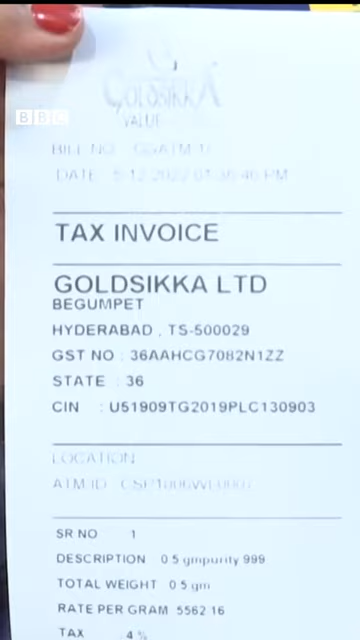 GOLDSIKKA
VALUE
BBC
BILL NO
DATE
TAX INVOICE
GOLDSIKKA LTD
BEGUMPET
HYDERABAD , TS-500029
GST NO : 36AAHCG7082N1ZZ
STATE : 36
CIN : U51909TG2019PLC130903
LOCATION
ATM ID
SR NO 1
DESCRIPTION 0 5 gmpurity 999
TOTAL WEIGHT 0 5 gm
RATE PER GRAM 5562 16
TAX 4 %